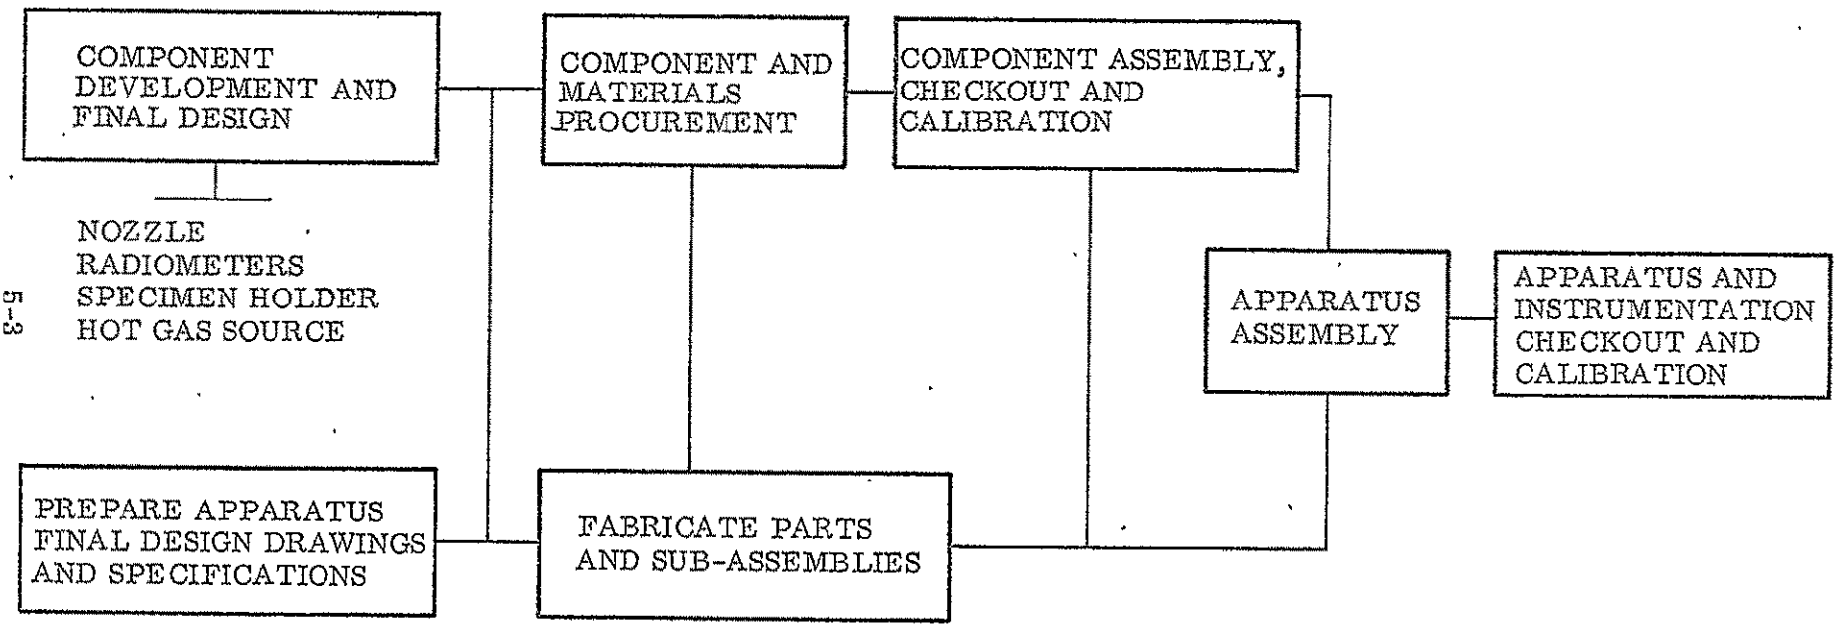 COMPONENT
DEVELOPMENT AND
FINAL DESIGN
COMPONENT AND
MATERIALS
PROCUREMENT
COMPONENT ASSEMBLY,
CHECKOUT AND
CALIBRATION
NOZZLE
RADIOMETERS
SPECIMEN HOLDER
HOT GAS SOURCE
APPARATUS
ASSEMBLY
APPARATUS AND
INSTRUMENTATION
CHECKOUT AND
CALIBRATION
PREPARE APPARATUS
FINAL DESIGN DRAWINGS
AND SPECIFICATIONS
FABRICATE PARTS
AND SUB-ASSEMBLIES
5-3